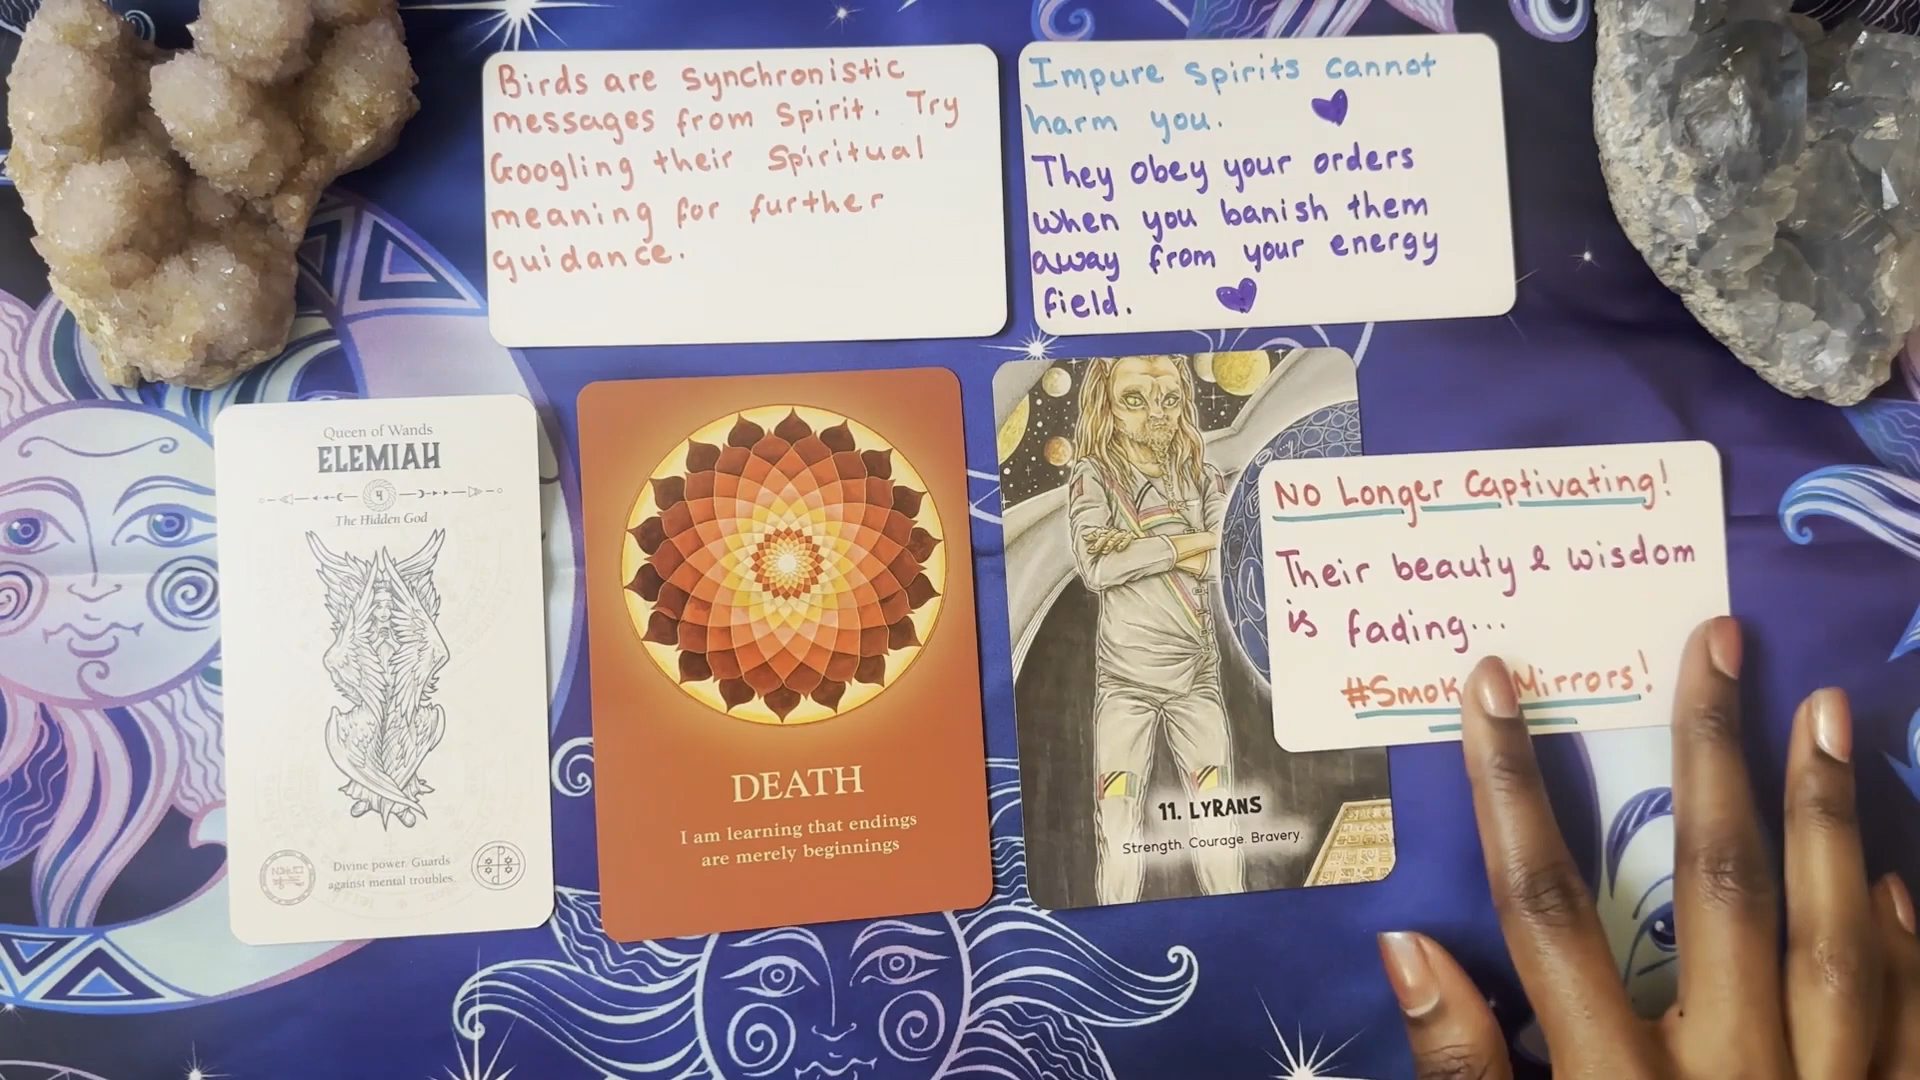 Birds are synchronistic
messages from Spirit. Try
Googling their Spiritual
meaning for further
guidance.
Impure Spirits cannot
harm you.
They obey your orders
when you banish them
away from your energy
field.
Queen of Wands
ELEMIAH
4
The Hidden God
Divine power. Guards
against mental troubles.
DEATH
I am learning that endings
are merely beginnings
11. LYRANS
Strength. Courage. Bravery.
No Longer Captivating!
Their beauty & wisdom
is fading...
#Smok Mirrors!